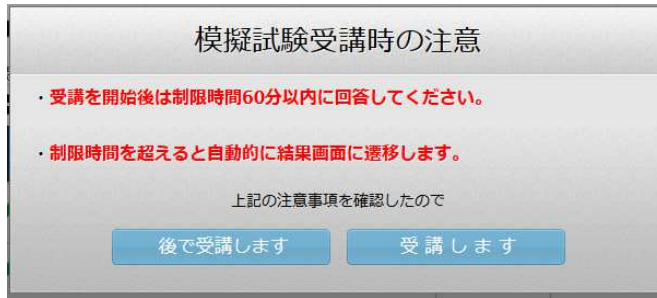 模擬試験受講時の注意
・受講を開始後は制限時間60分以内に回答してください。
・制限時間を超えると自動的に結果画面に遷移します。
上記の注意事項を確認したので
後で受講します
受 講 し ま す